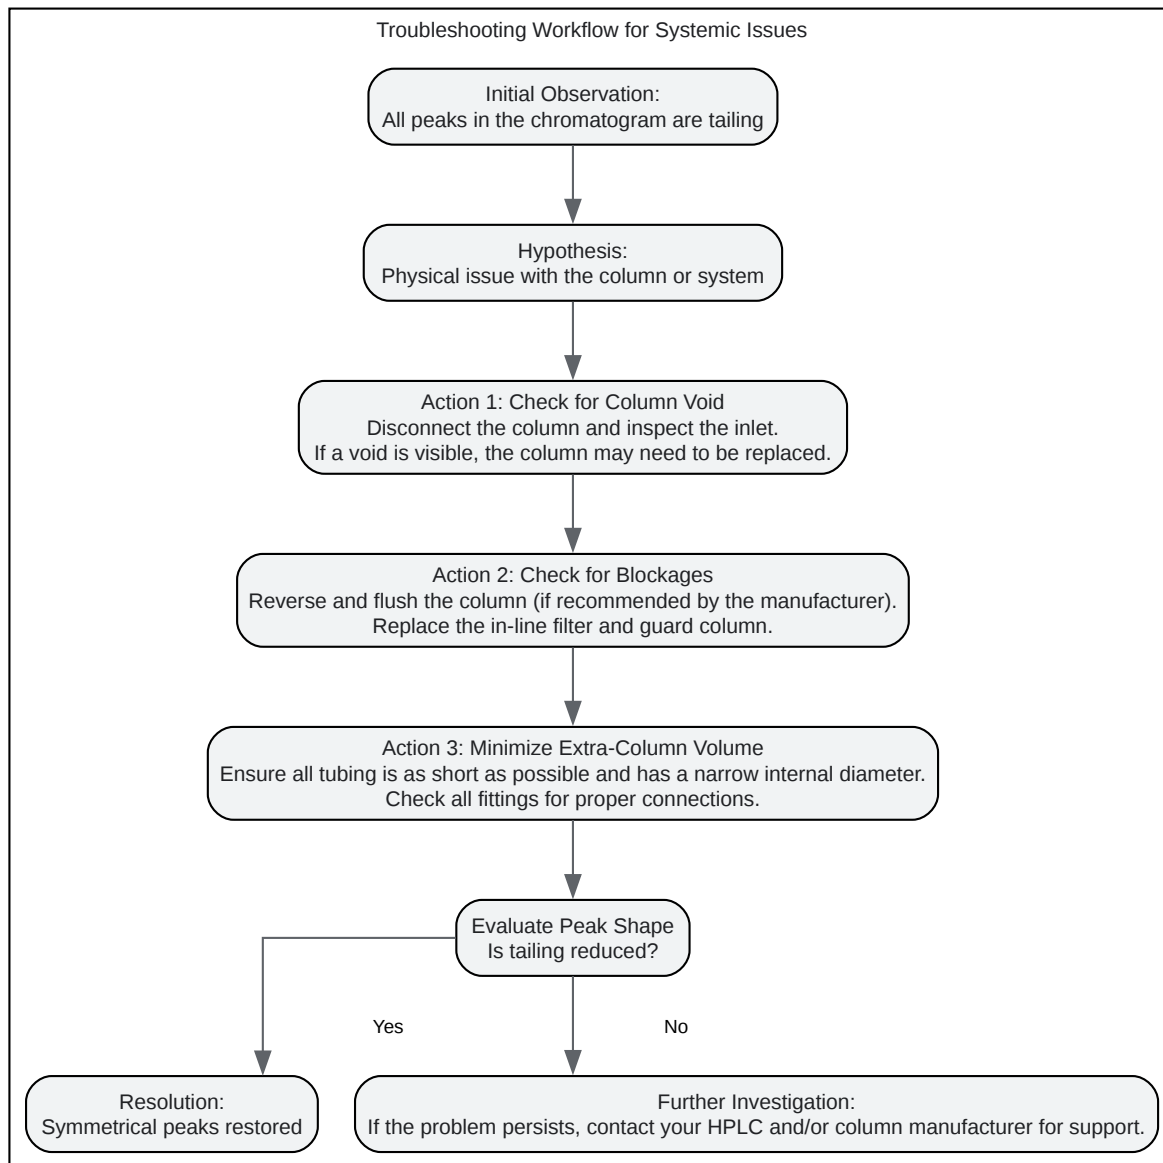 Troubleshooting Workflow for Systemic Issues
Initial Observation:
All peaks in the chromatogram are tailing
Hypothesis:
Physical issue with the column or system
Action 1: Check for Column Void
Disconnect the column and inspect the inlet.
If a void is visible, the column may need to be replaced.
Action 2: Check for Blockages
Reverse and flush the column (if recommended by the manufacturer).
Replace the in-line filter and guard column.
Action 3: Minimize Extra-Column Volume
Ensure all tubing is as short as possible and has a narrow internal diameter.
Check all fittings for proper connections.
Evaluate Peak Shape
Is tailing reduced?
Yes
No
Resolution:
Symmetrical peaks restored
Further Investigation:
If the problem persists, contact your HPLC and/or column manufacturer for support.